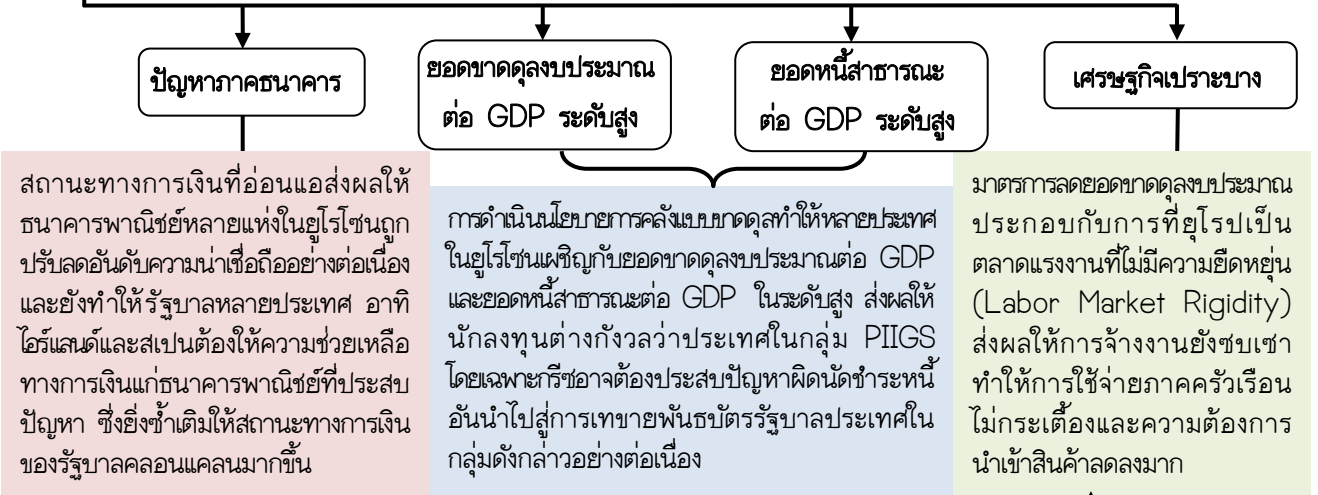 ปัญหาภาคธนาคาร
ยอดขาดดุลงบประมาณ
ต่อ GDP ระดับสูง
ยอดหนี้สาธารณะ
ต่อ GDP ระดับสูง
เศรษฐกิจเปราะบาง
สถานะทางการเงินที่อ่อนแอส่งผลให้
ธนาคารพาณิชย์หลายแห่งในยูโรโซนถูก
ปรับลดอันดับความน่าเชื่อถืออย่างต่อเนื่อง
และยังทำให้รัฐบาลหลายประเทศ อาทิ
ไอร์แลนด์และสเปนต้องให้ความช่วยเหลือ
ทางการเงินแก่ธนาคารพาณิชย์ที่ประสบ
ปัญหา ซึ่งยิ่งซ้ำเติมให้สถานะทางการเงิน
ของรัฐบาลคลอนแคลนมากขึ้น
การดำเนินนโยบายการคลังแบบขาดดุลทำให้หลายประเทศ
ในยูโรโซนเผชิญกับยอดขาดดุลงบประมาณต่อ GDP
และยอดหนี้สาธารณะต่อ GDP ในระดับสูง ส่งผลให้
นักลงทุนต่างกังวลว่าประเทศในกลุ่ม PIIGS
โดยเฉพาะกรีซอาจต้องประสบปัญหาผิดนัดชำระหนี้
อันนำไปสู่การเทขายพันธบัตรรัฐบาลประเทศใน
กลุ่มดังกล่าวอย่างต่อเนื่อง
มาตรการลดยอดขาดดุลงบประมาณ
ประกอบกับการที่ยุโรปเป็น
ตลาดแรงงานที่ไม่มีความยืดหยุ่น
(Labor Market Rigidity)
ส่งผลให้การจ้างงานยังซบเซา
ทำให้การใช้จ่ายภาคครัวเรือน
ไม่กระเตื้องและความต้องการ
นำเข้าสินค้าลดลงมาก